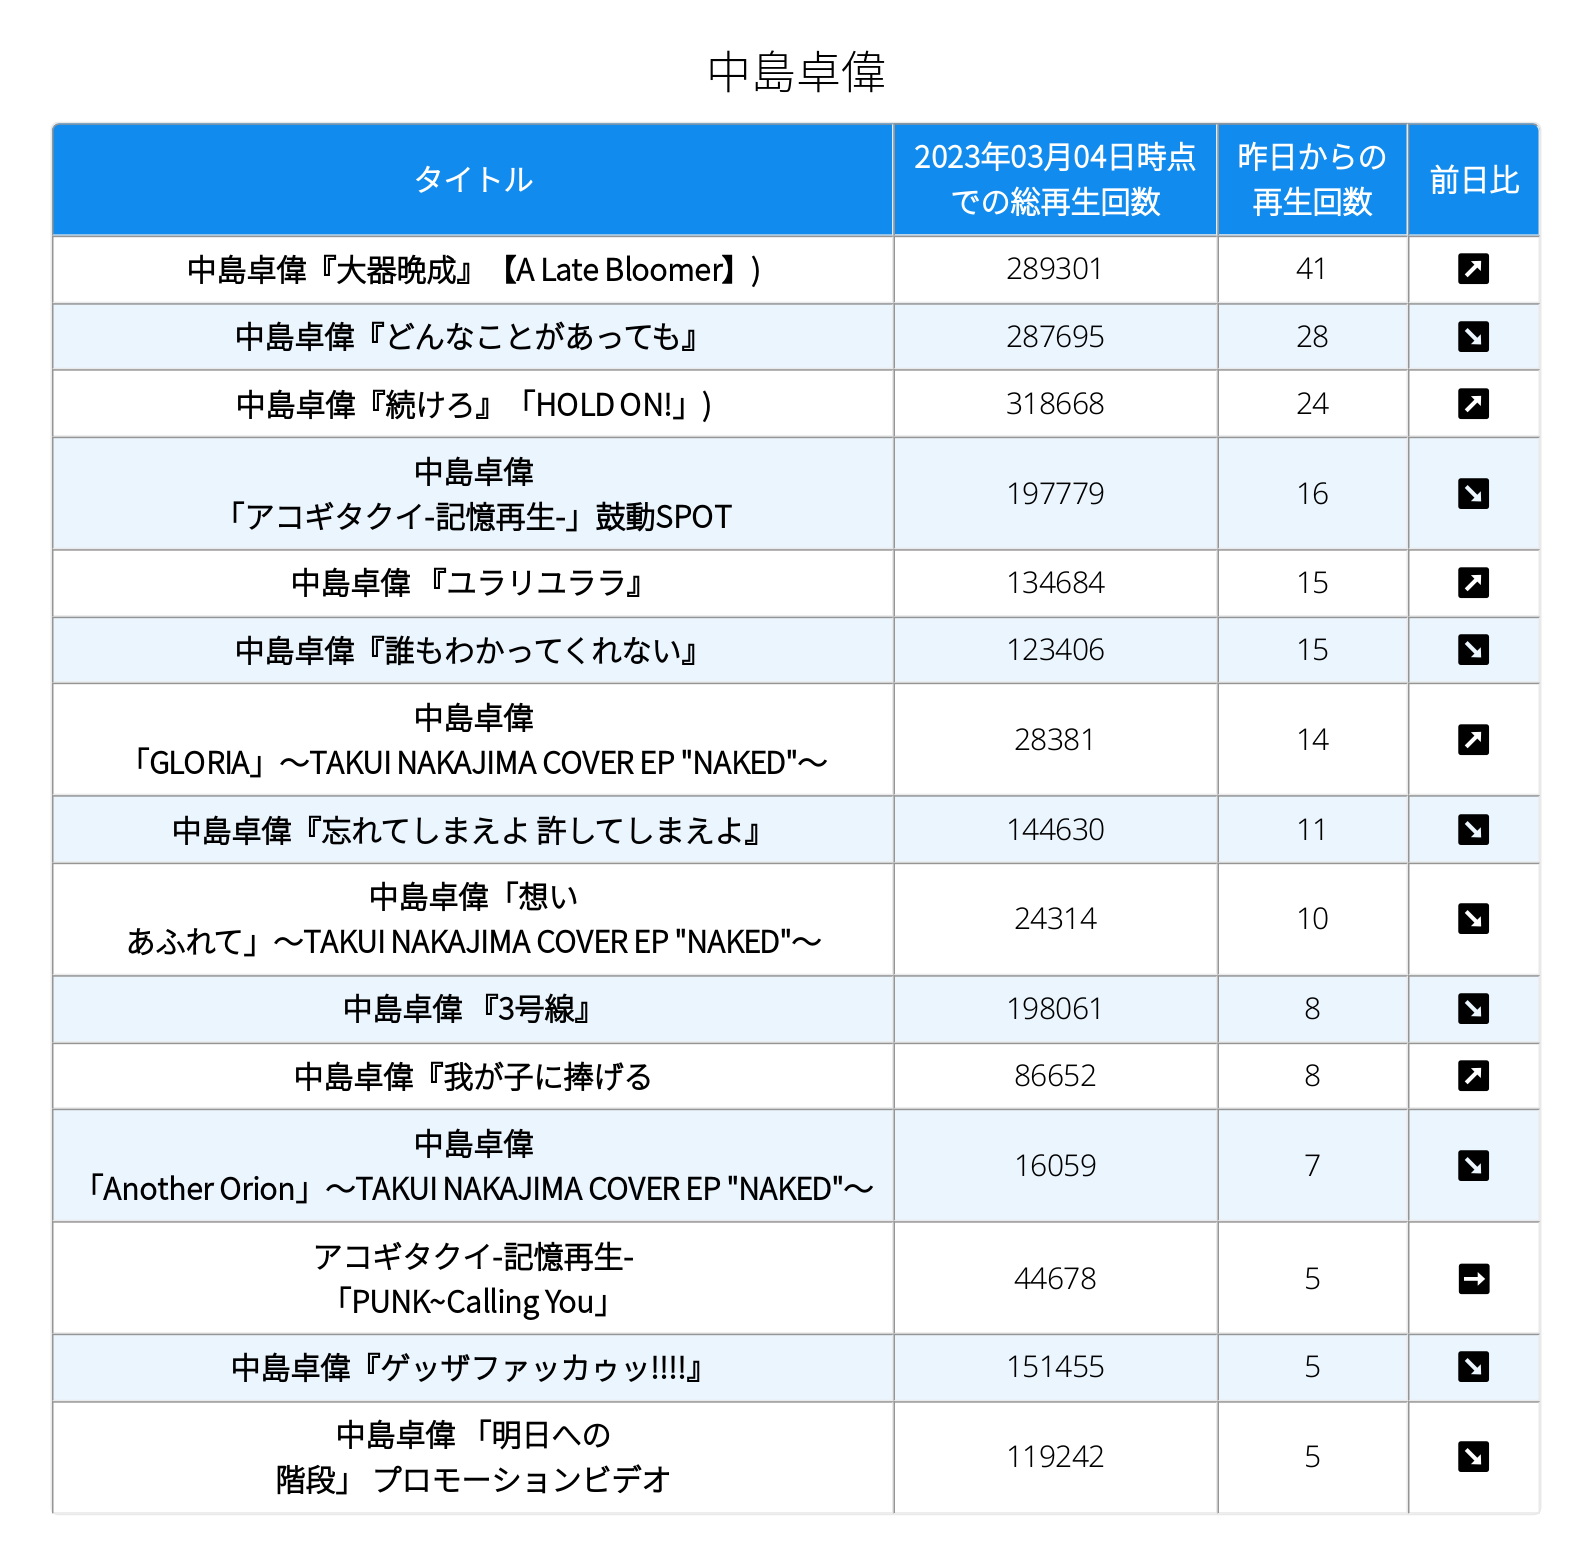 中島卓偉
タイトル
2023年03月04日時点
での総再生回数
昨日からの
再生回数
前日比
中島卓偉『大器晩成』【A Late Bloomer】)
289301
41
中島卓偉『どんなことがあっても』
287695
28
中島卓偉『続けろ』「HOLD ON!」)
318668
24
中島卓偉
「アコギタクイ-記憶再生-」鼓動SPOT
197779
16
中島卓偉 『ユラリユララ』
134684
15
中島卓偉『誰もわかってくれない』
123406
15
中島卓偉
「GLORIA」～TAKUI NAKAJIMA COVER EP "NAKED"～
28381
14
中島卓偉『忘れてしまえよ 許してしまえよ』
144630
11
中島卓偉「想い
あふれて」～TAKUI NAKAJIMA COVER EP "NAKED"～
24314
10
中島卓偉 『3号線』
198061
8
中島卓偉『我が子に捧げる
86652
8
中島卓偉
「Another Orion」～TAKUI NAKAJIMA COVER EP "NAKED"～
16059
7
アコギタクイ-記憶再生-
「PUNK~Calling You」
44678
5
中島卓偉『ゲッザファッカゥッ!!!!』
151455
5
中島卓偉 「明日への
階段」 プロモーションビデオ
119242
5